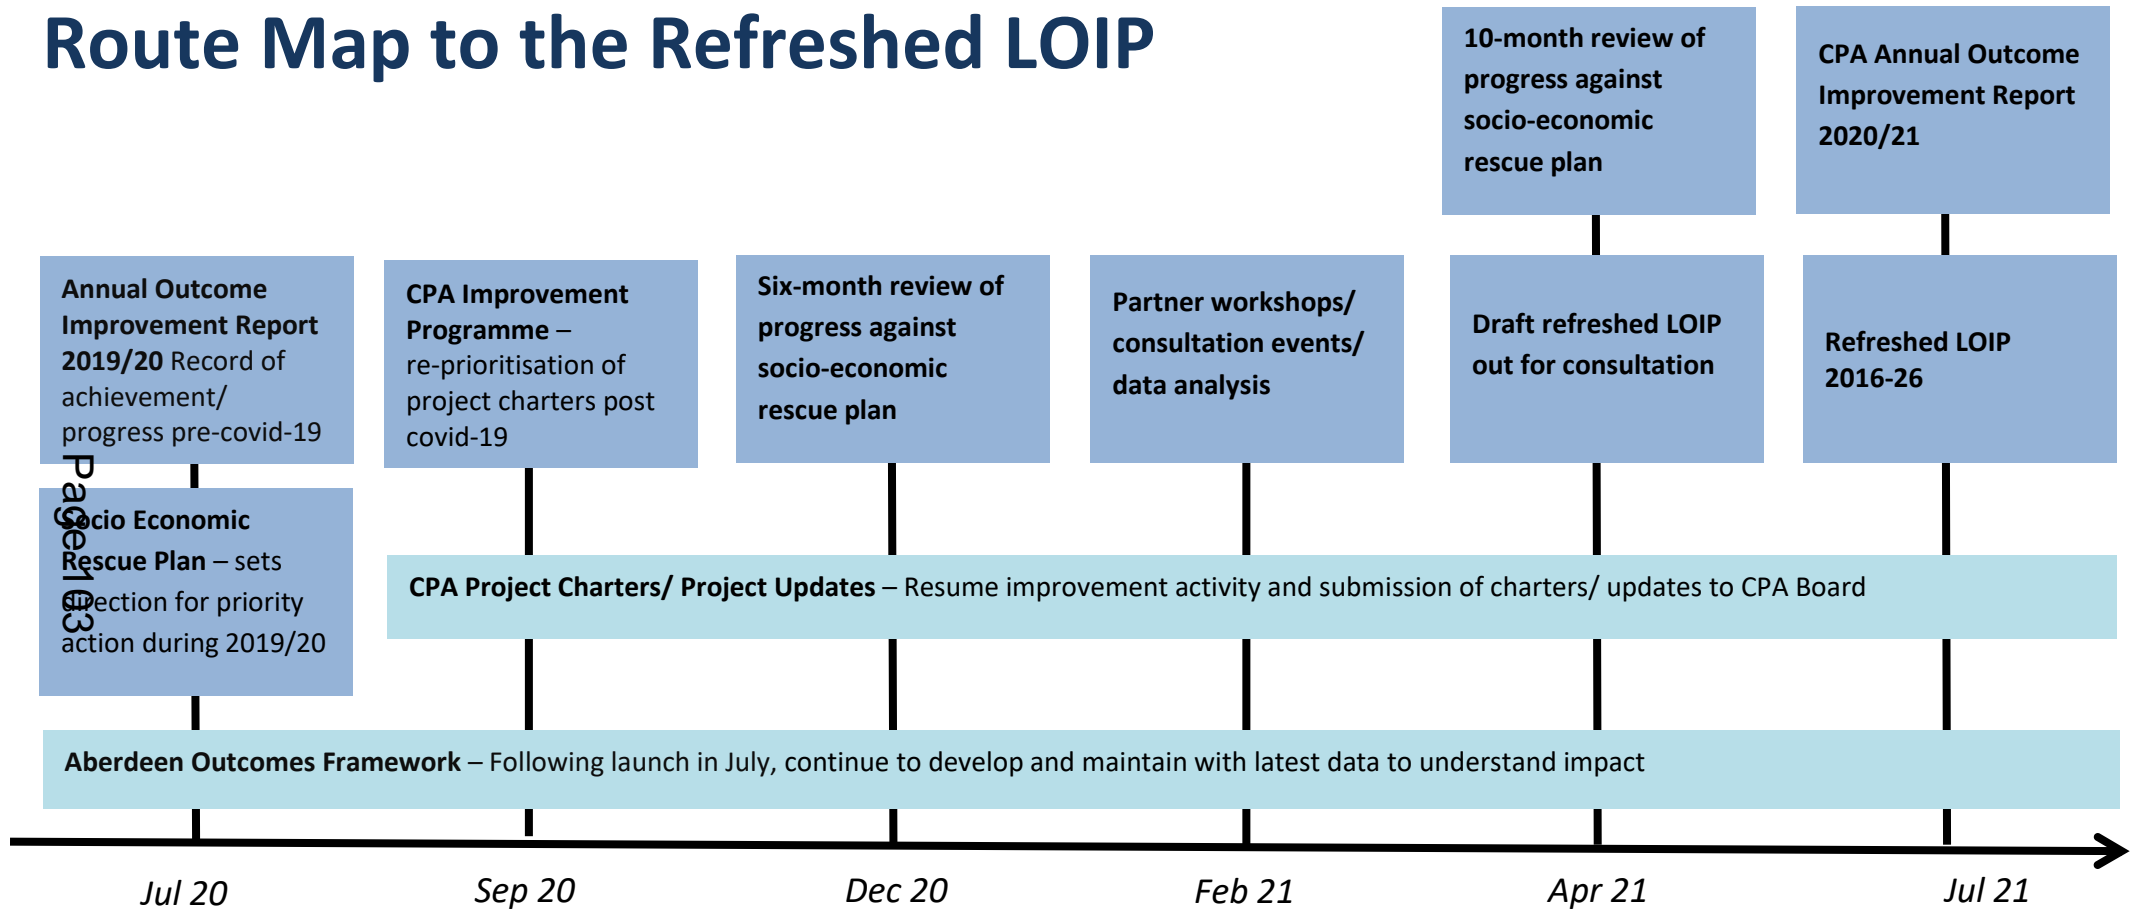 Route Map to the Refreshed LOIP
10-month review of
progress against
socio-economic
rescue plan
CPA Annual Outcome
Improvement Report
2020/21
Annual Outcome
Improvement Report
2019/20 Record of
achievement/
progress pre-covid-19
CPA Improvement
Programme –
re-prioritisation of
project charters post
covid-19
Six-month review of
progress against
socio-economic
rescue plan
Partner workshops/
consultation events/
data analysis
Draft refreshed LOIP
out for consultation
Refreshed LOIP
2016-26
Page 163
Socio Economic
Rescue Plan – sets
direction for priority
action during 2019/20
CPA Project Charters/ Project Updates – Resume improvement activity and submission of charters/ updates to CPA Board
Aberdeen Outcomes Framework – Following launch in July, continue to develop and maintain with latest data to understand impact
Jul 20
Sep 20
Dec 20
Feb 21
Apr 21
Jul 21